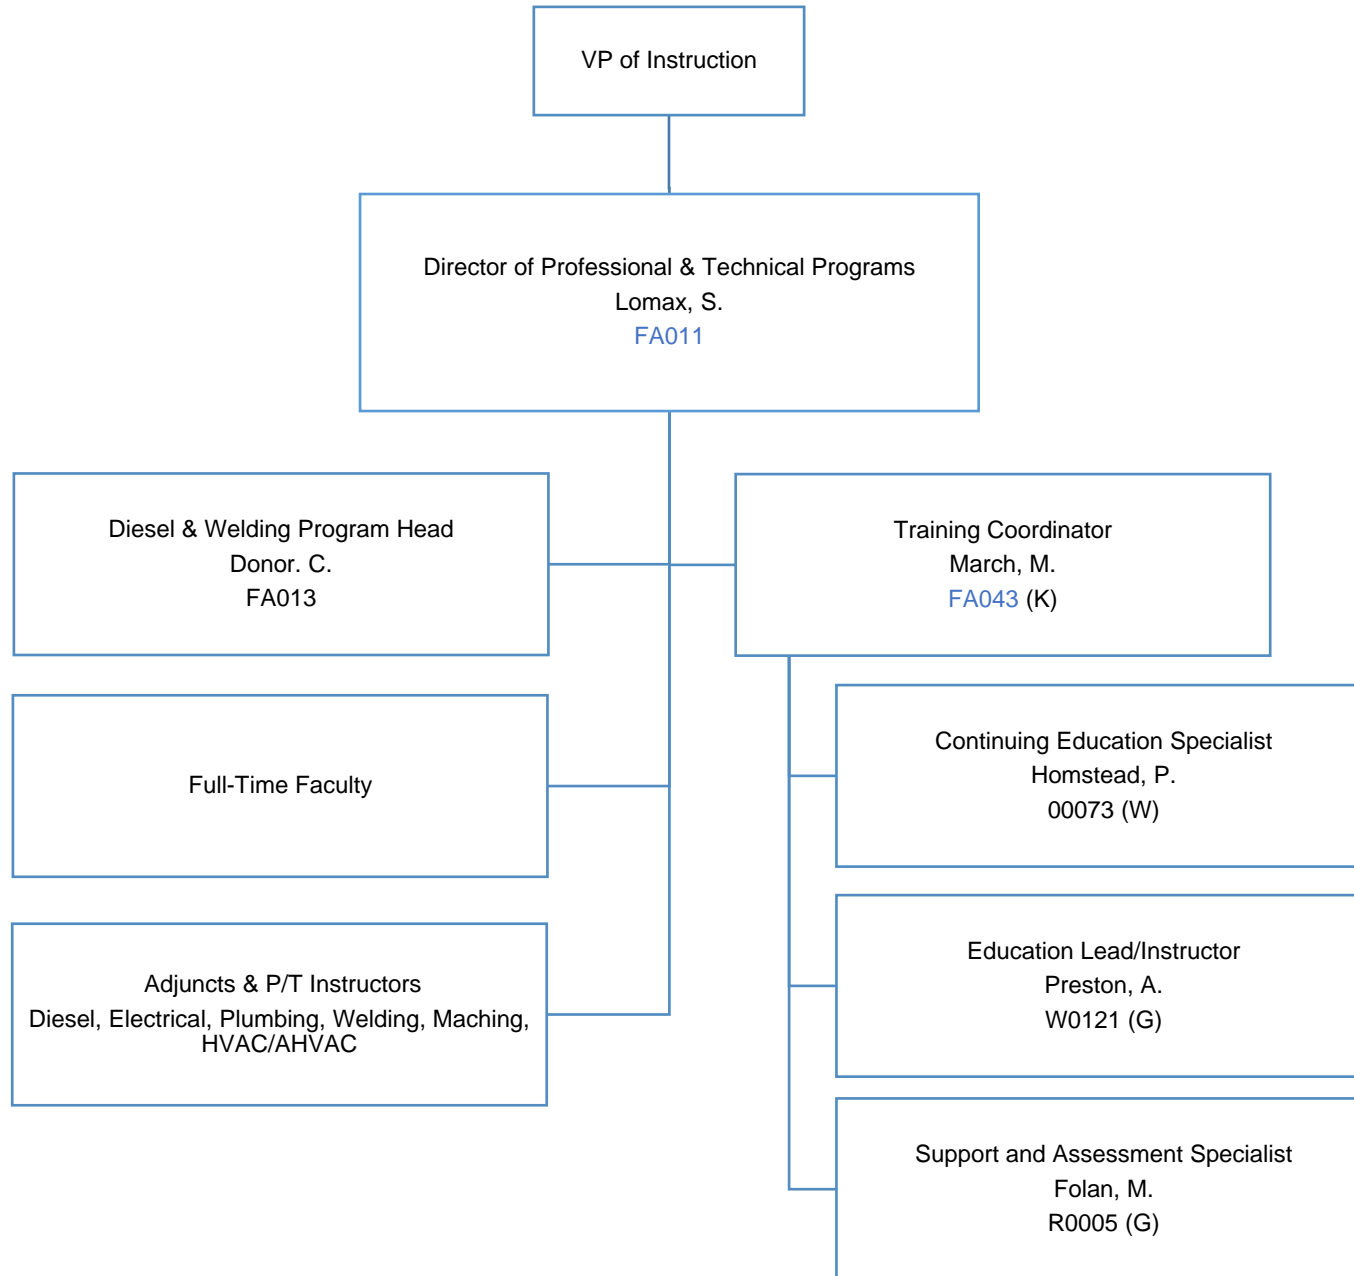 VP of Instruction
Director of Professional & Technical Programs
Lomax, S.
FA011
Diesel & Welding Program Head
Donor. C.
FA013
Training Coordinator
March, M.
FA043 (K)
Full-Time Faculty
Continuing Education Specialist
Homstead, P.
00073 (W)
Adjuncts & P/T Instructors
Diesel, Electrical, Plumbing, Welding, Maching,
HVAC/AHVAC
Education Lead/Instructor
Preston, A.
W0121 (G)
Support and Assessment Specialist
Folan, M.
R0005 (G)